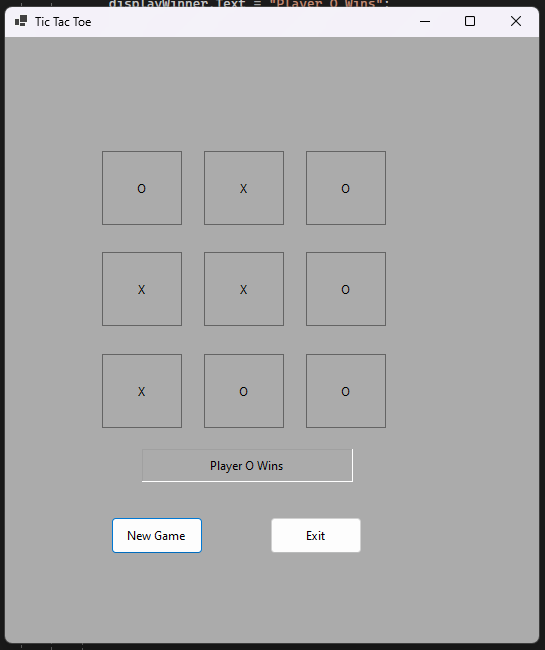 displayWinner.Text = "Player O Wins";
Tic Tac Toe
O X O
X X O
X O O
Player O Wins
New Game Exit